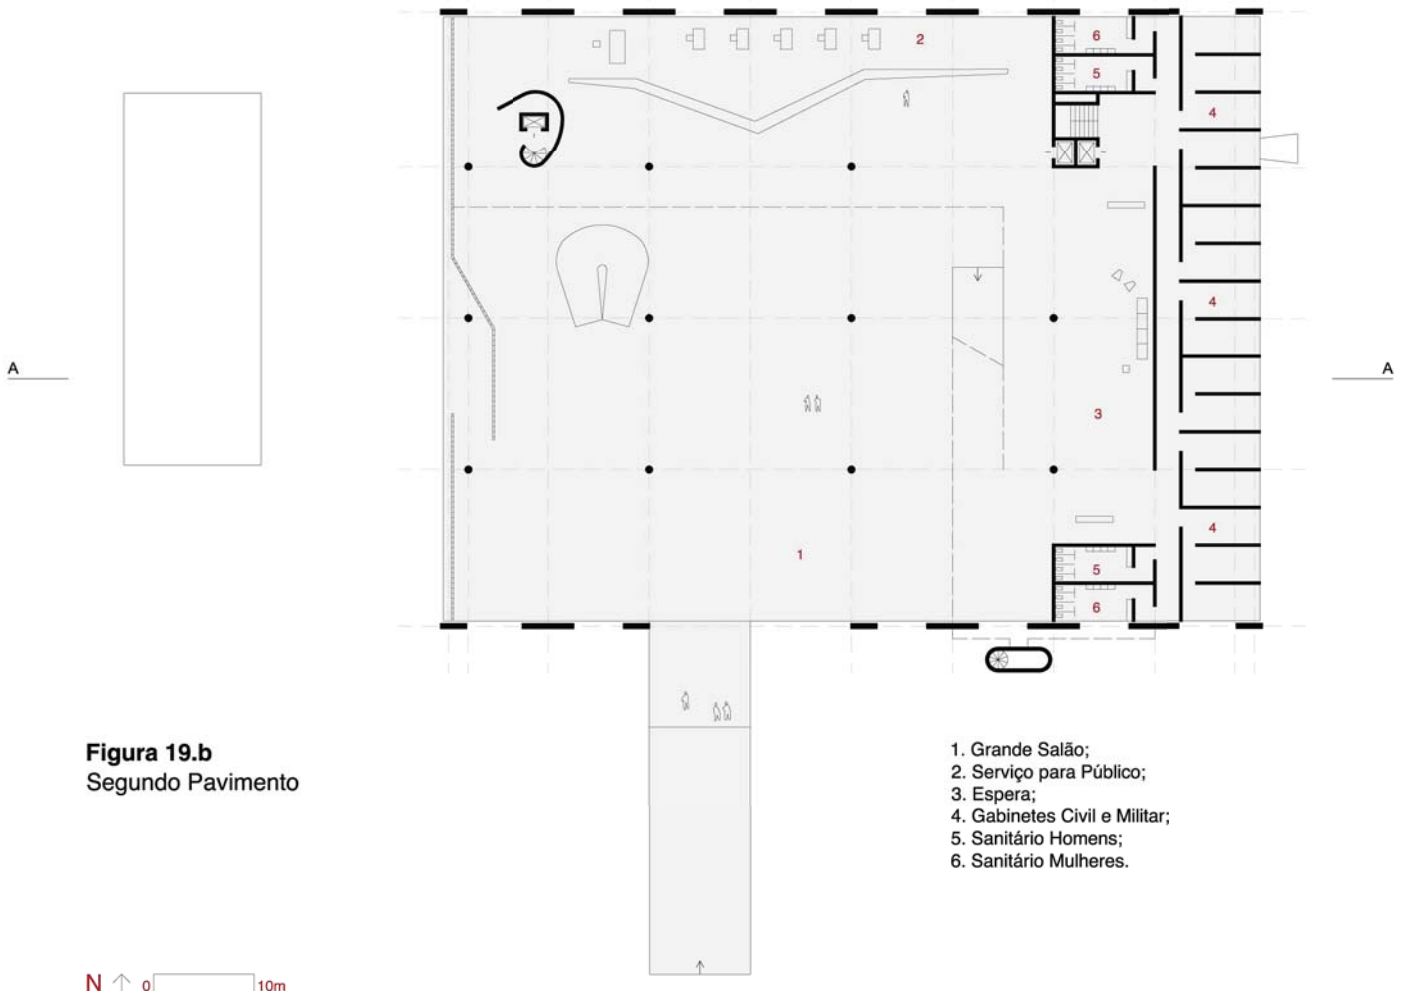 2
6
5
4
A
A
4
3
4
1
5
6
Figura 19.b
Segundo Pavimento
1. Grande Salão;
2. Serviço para Público;
3. Espera;
4. Gabinetes Civil e Militar;
5. Sanitário Homens;
6. Sanitário Mulheres.
N 0 10m